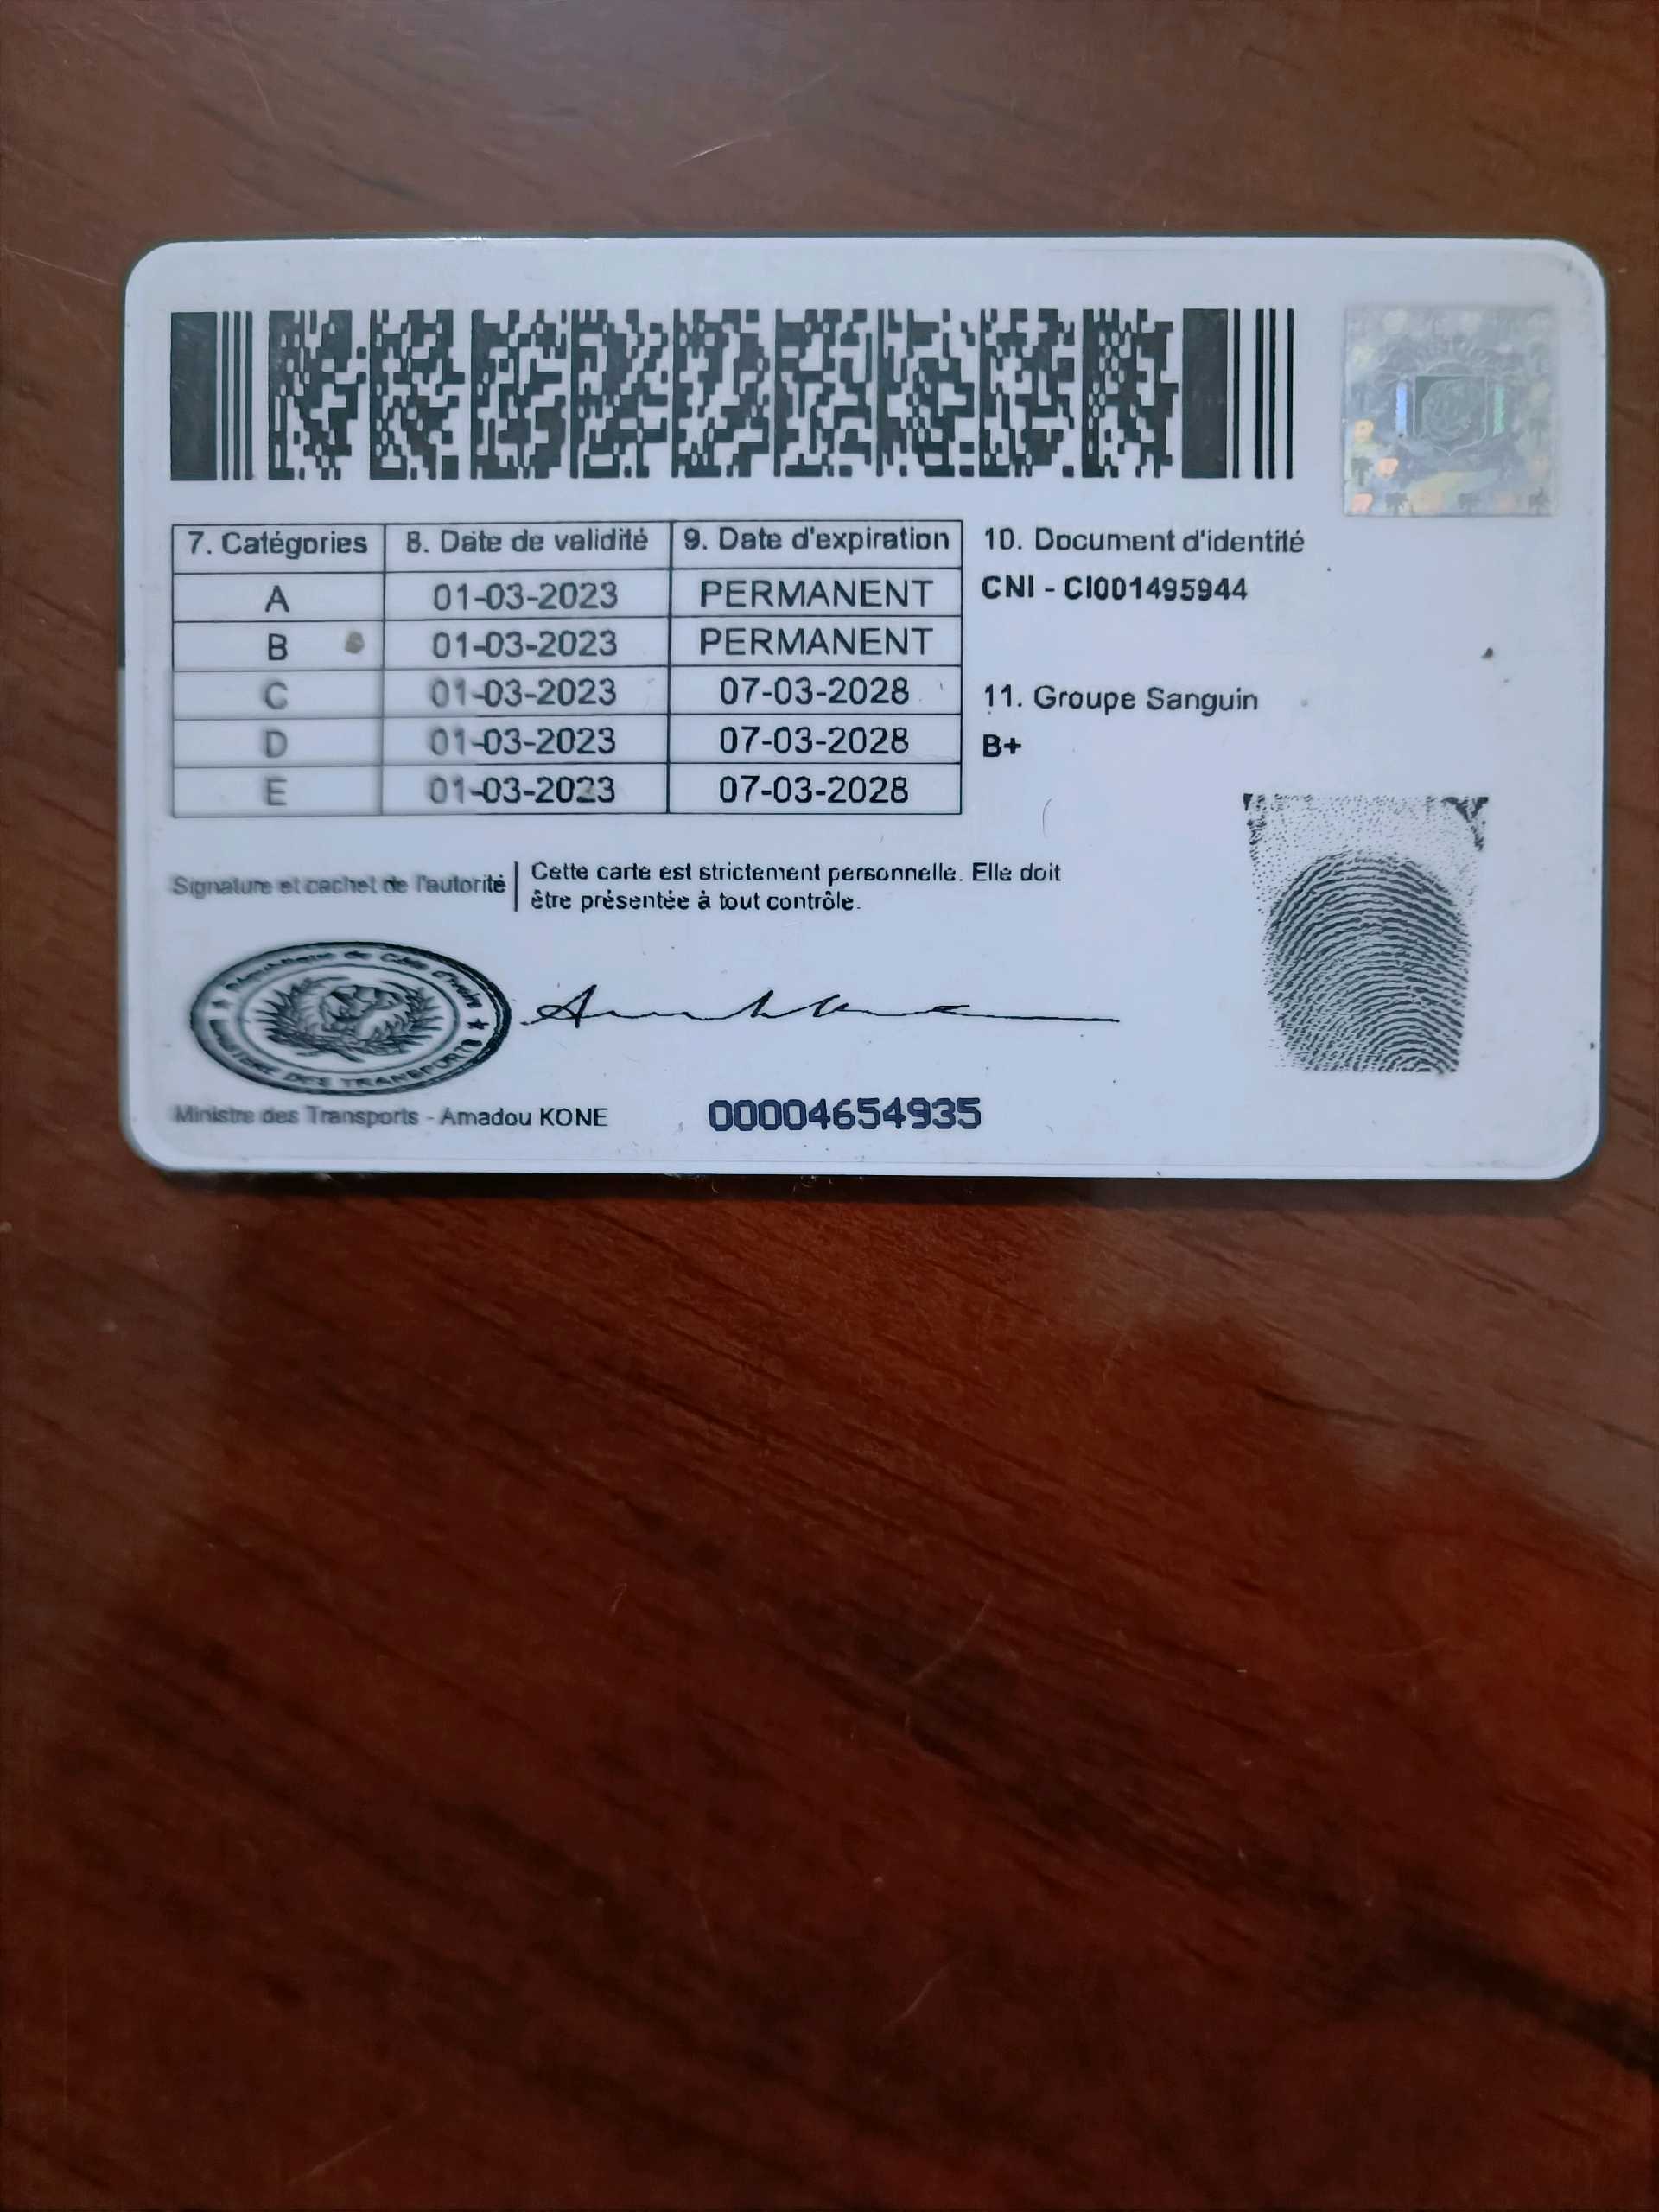 7. Catégories 8. Date de validité 9. Date d'expiration
A 01-03-2023 PERMANENT
B 01-03-2023 PERMANENT
C 01-03-2023 07-03-2028
D 01-03-2023 07-03-2028
E 01-03-2023 07-03-2028
10. Document d'identité
CNI - CI001495944
11. Groupe Sanguin
B+
Signature et cachet de l'autorité
Cette carte est strictement personnelle. Elle doit
être présentée à tout contrôle.
République de Côte d'Ivoire
MINISTRE DES TRANSPORTS
Ministre des Transports - Amadou KONE
00004654935